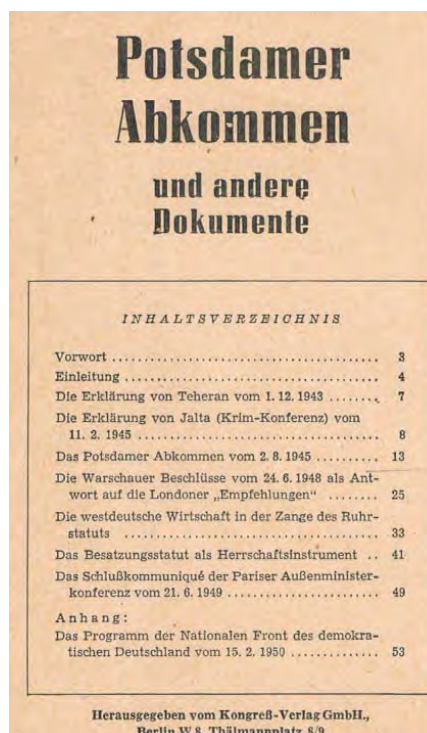 Potsdamer
Abkommen
und andere
Dokumente
INHALTSVERZEICHNIS
Vorwort ........................................ 3
Einleitung ...................................... 4
Die Erklärung von Teheran vom 1. 12. 1943 ........ 7
Die Erklärung von Jalta (Krim-Konferenz) vom
11. 2. 1945 .................................... 8
Das Potsdamer Abkommen vom 2. 8. 1945 .......... 13
Die Warschauer Beschlüsse vom 24. 6. 1948 als Ant-
wort auf die Londoner „Empfehlungen“ ........ 25
Die westdeutsche Wirtschaft in der Zange des Ruhr-
statuts ...................................... 33
Das Besatzungsstatut als Herrschaftsinstrument .. 41
Das Schlußkommuniqué der Pariser Außenminister-
konferenz vom 21. 6. 1949 ....................... 49
Anhang:
Das Programm der Nationalen Front des demokra-
tischen Deutschland vom 15. 2. 1950 .............. 53
Herausgegeben vom Kongreß-Verlag GmbH.,
Berlin W 8, Thälmannplatz 8/9